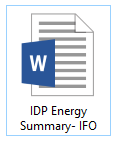 W
IDP Energy
Summary- IFO